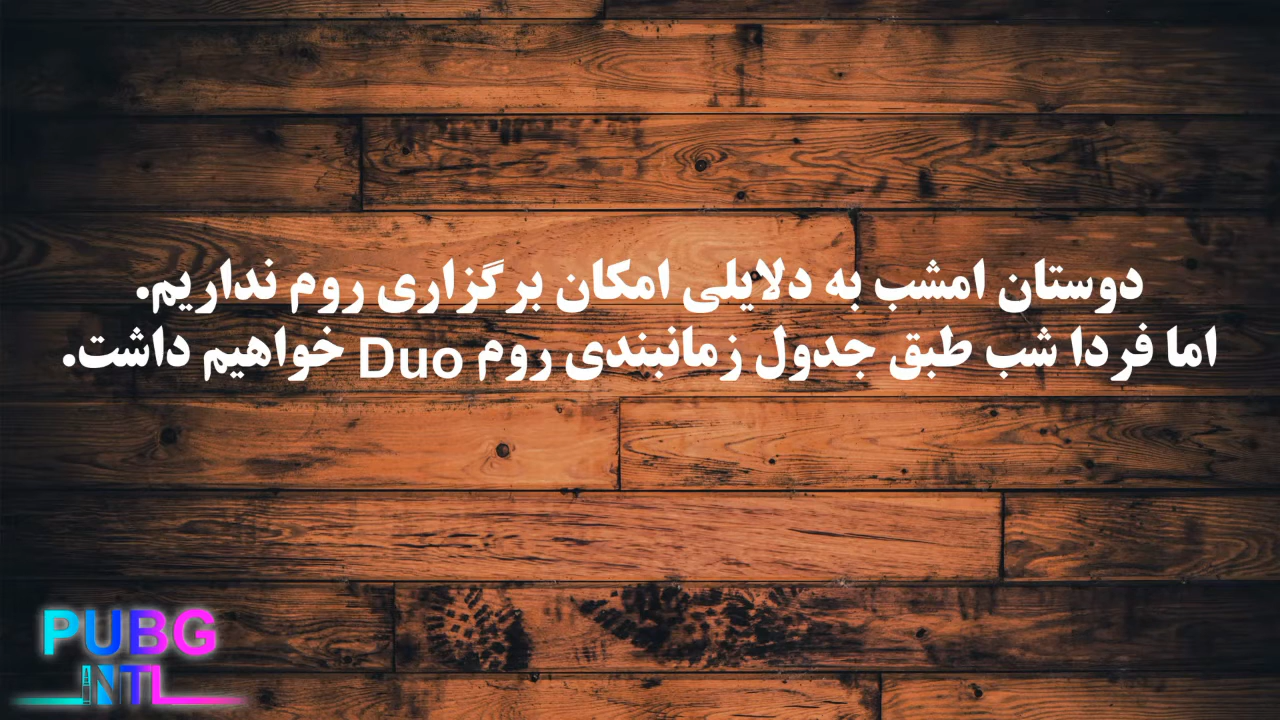 دوستان امشب به دلایلی امکان برگزاری روم نداریم.
اما فردا شب طبق جدول زمانبندی روم Duo خواهیم داشت.
PUBG
INTL